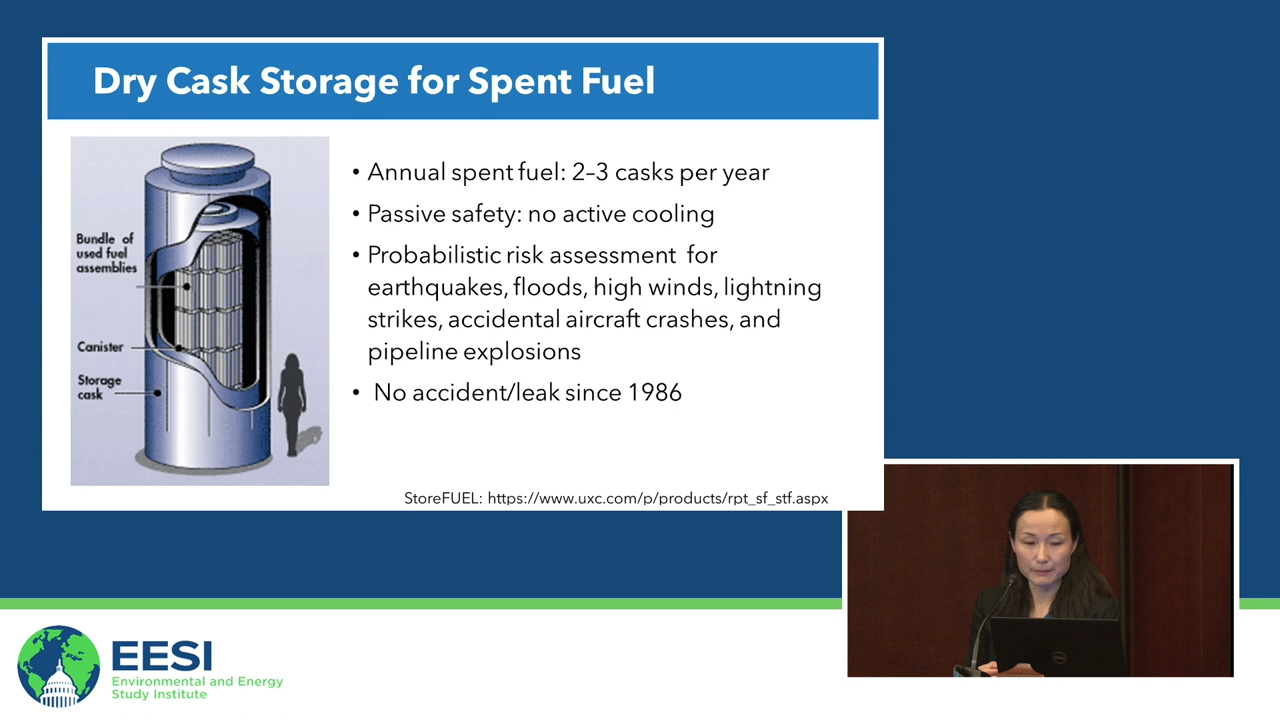 Dry Cask Storage for Spent Fuel
Bundle of
used fuel
assemblies
Canister
Storage
cask
• Annual spent fuel: 2–3 casks per year
• Passive safety: no active cooling
• Probabilistic risk assessment for
earthquakes, floods, high winds, lightning
strikes, accidental aircraft crashes, and
pipeline explosions
• No accident/leak since 1986
StoreFUEL: https://www.uxc.com/p/products/rpt_sf_stf.aspx
EESI
Environmental and Energy
Study Institute
DELL